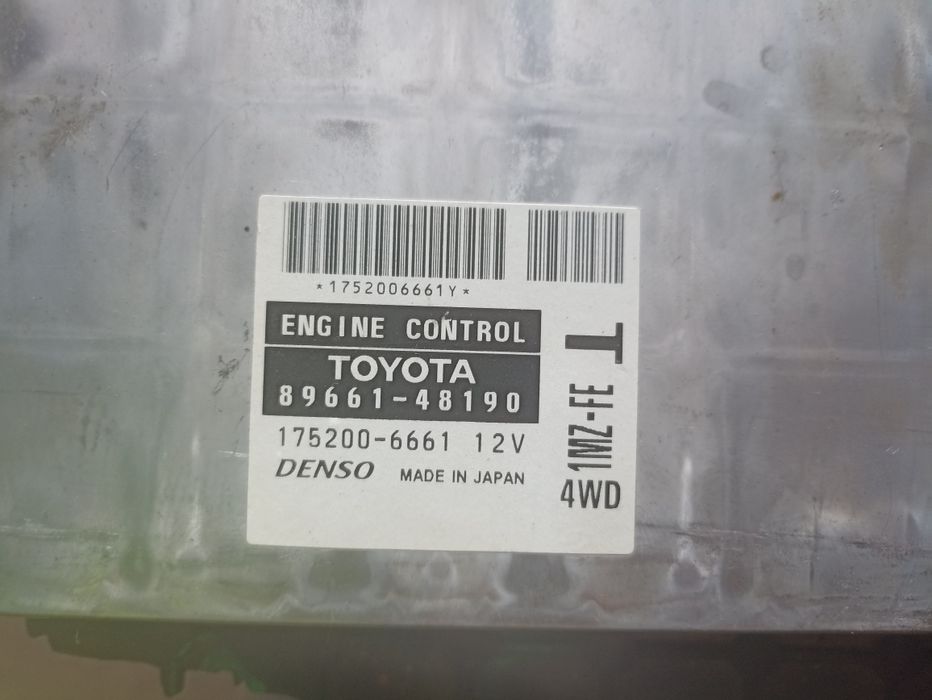 *1752006661Y*
ENGINE CONTROL
TOYOTA
89661-48190
175200-6661 12V
DENSO MADE IN JAPAN
T
1MZ-FE
4WD